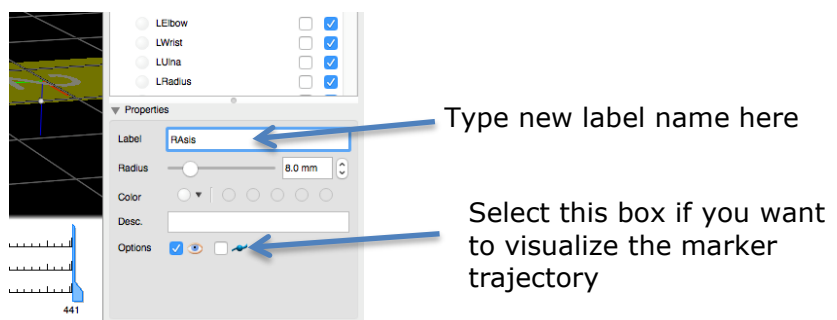 LElbow
LWrist
LUlna
LRadius
Properties
Label RAsis
Radius 8.0 mm
Color
Desc.
Options
441
Type new label name here
Select this box if you want
to visualize the marker
trajectory